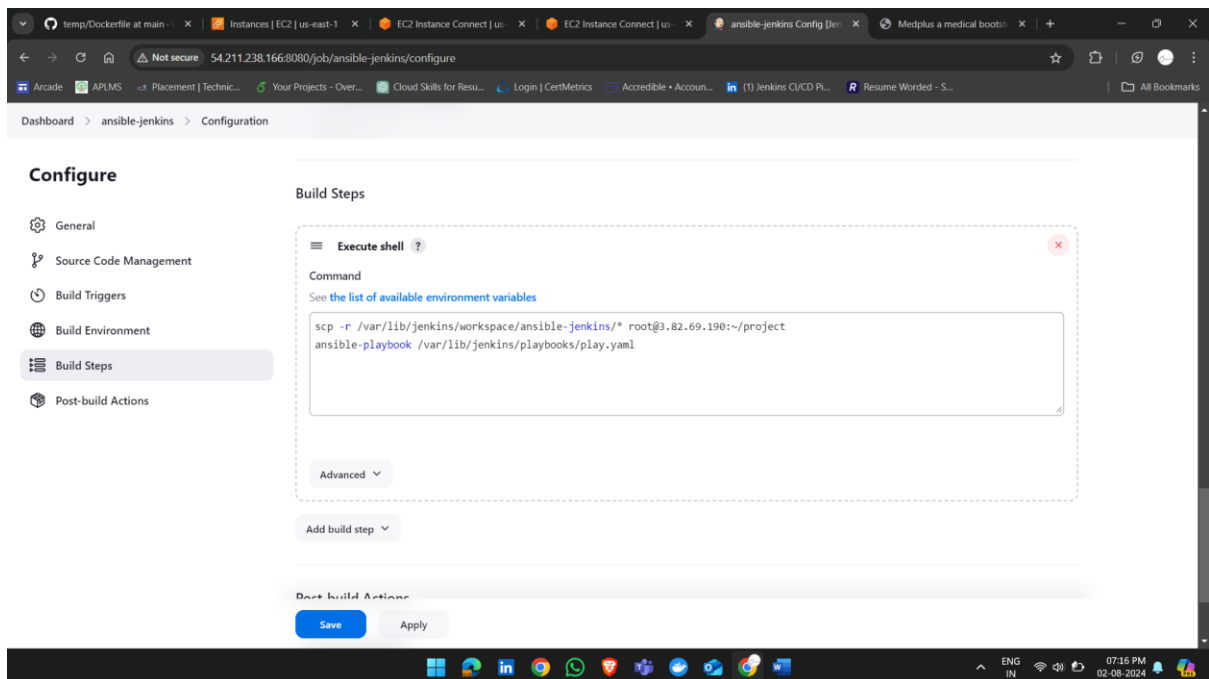 temp/Dockerfile at main · 
Instances | EC2 | us-east-1
EC2 Instance Connect | us-
EC2 Instance Connect | us-
ansible-jenkins Config [Jen
Medplus a medical bootst
Not secure 54.211.238.166:8080/job/ansible-jenkins/configure
Arcade
APLMS
Placement | Technic...
Your Projects - Over...
Cloud Skills for Resu...
Login | CertMetrics
Accredible • Accoun...
(1) Jenkins CI/CD Pi...
Resume Worded - S...
All Bookmarks
Dashboard > ansible-jenkins > Configuration
Configure
General
Source Code Management
Build Triggers
Build Environment
Build Steps
Post-build Actions
Build Steps
Execute shell ?
Command
See the list of available environment variables
scp -r /var/lib/jenkins/workspace/ansible-jenkins/* root@3.82.69.190:~/project
ansible-playbook /var/lib/jenkins/playbooks/play.yaml
Advanced
Add build step
Post-build Actions
Save
Apply
ENG
IN
07:16 PM
02-08-2024